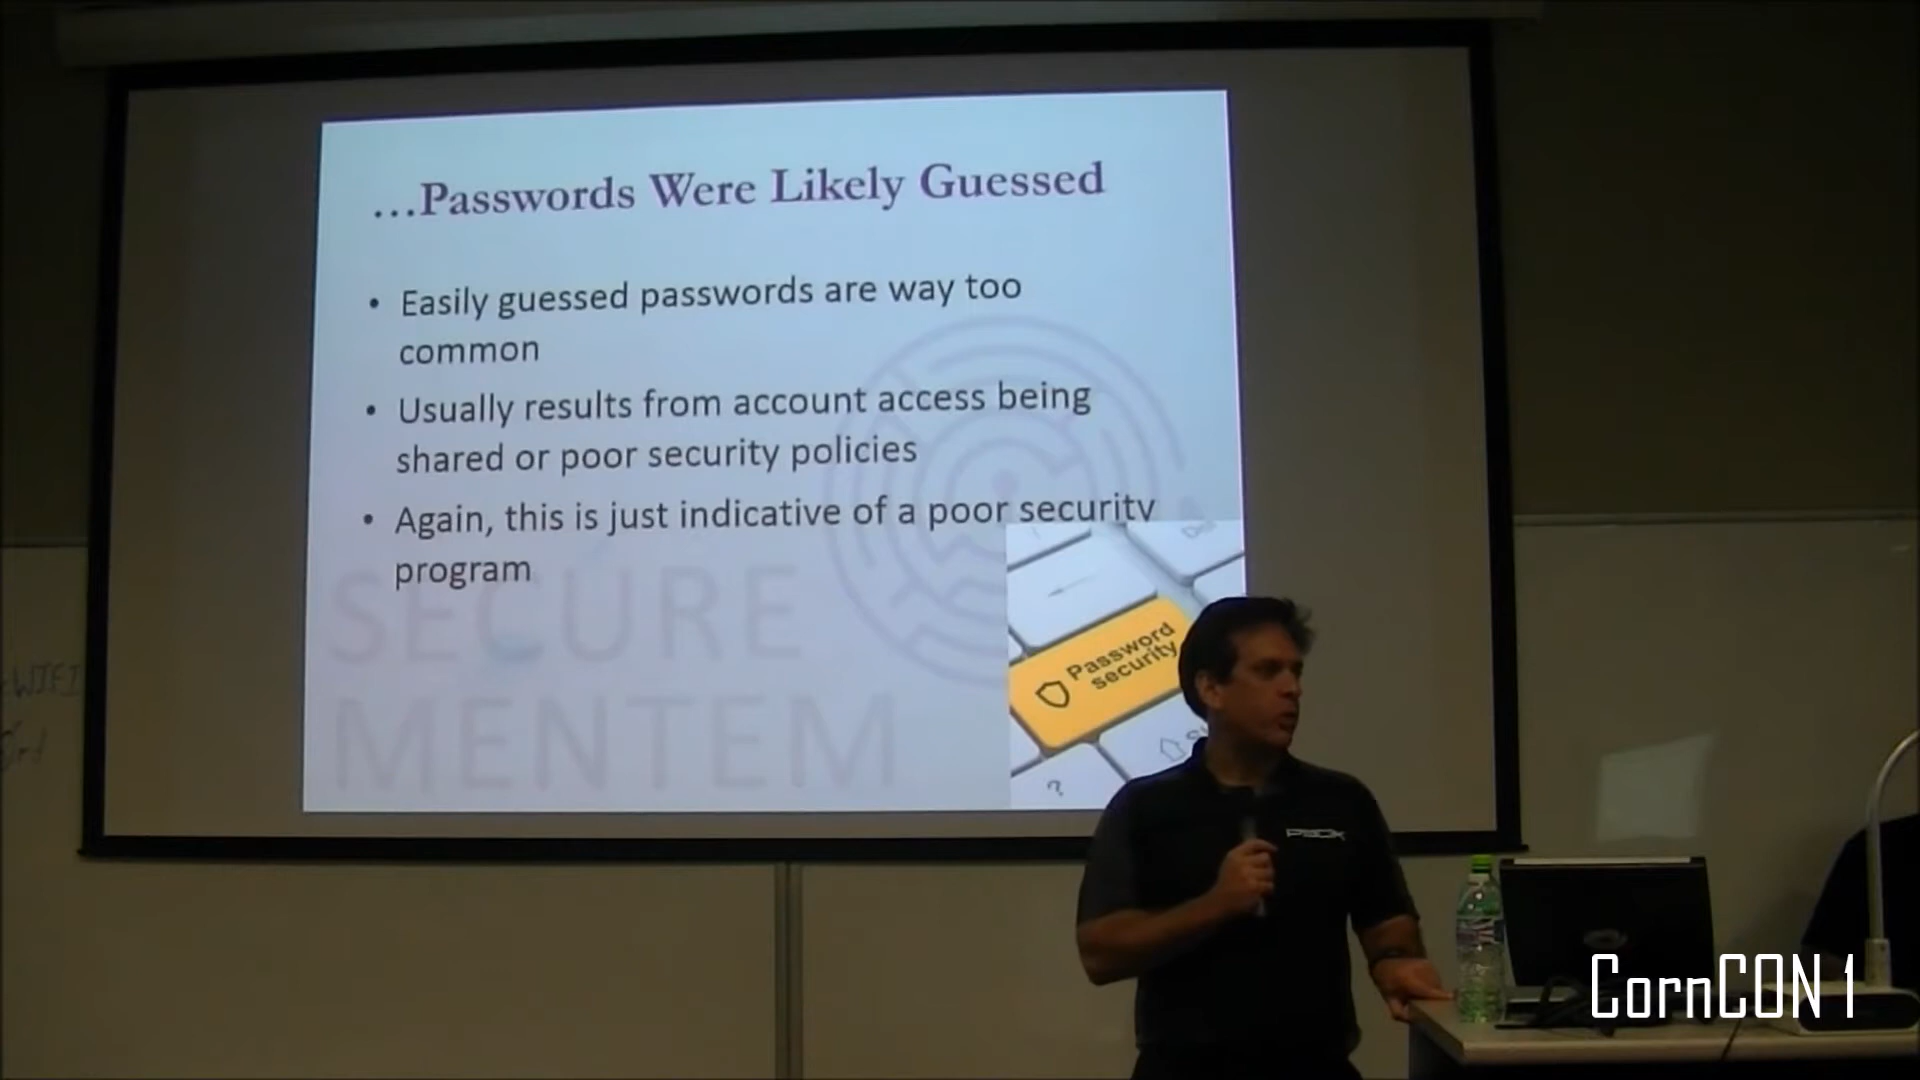 ...Passwords Were Likely Guessed
• Easily guessed passwords are way too
common
• Usually results from account access being
shared or poor security policies
• Again, this is just indicative of a poor security
program
SECURE
MENTEM
Password
security
?
CornCON 1